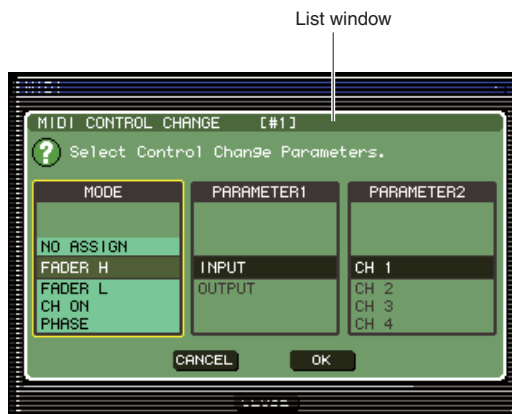 List window
MIDI
MIDI CONTROL CHANGE [#1]
Select Control Change Parameters.
MODE PARAMETER1 PARAMETER2
NO ASSIGN
FADER H INPUT CH 1
FADER L OUTPUT CH 2
CH ON CH 3
PHASE CH 4
CANCEL OK